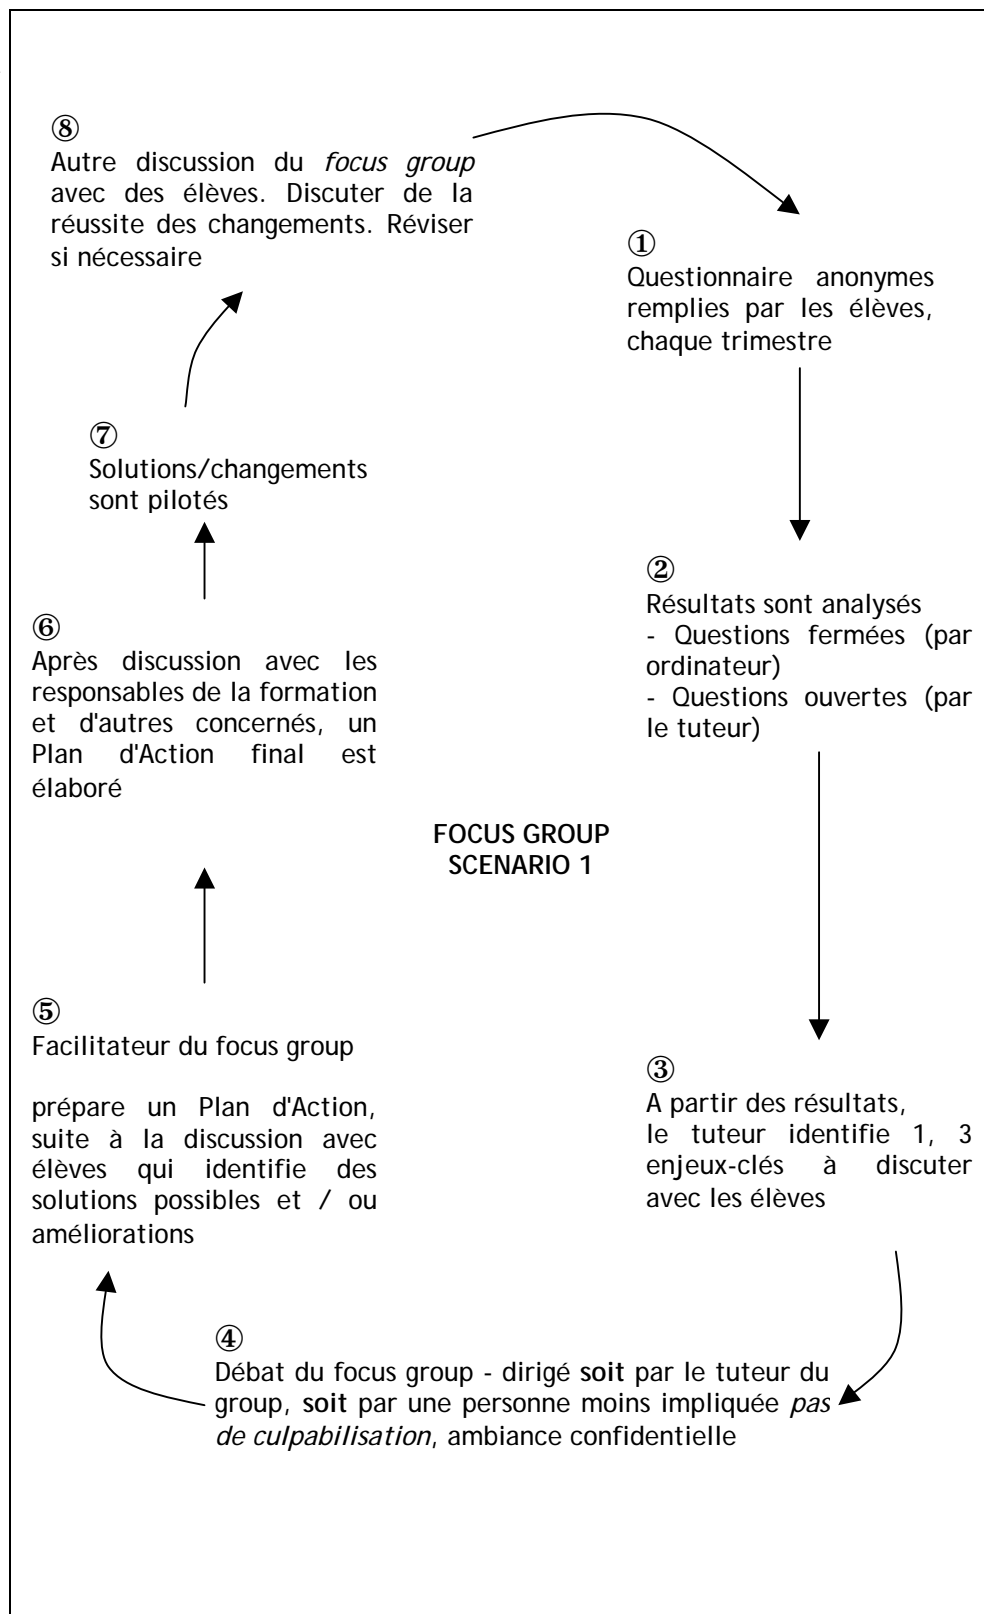 ⑧
Autre discussion du focus group
avec des élèves. Discuter de la
réussite des changements. Réviser
si nécessaire
①
Questionnaire anonymes
remplies par les élèves,
chaque trimestre
②
Résultats sont analysés
- Questions fermées (par
ordinateur)
- Questions ouvertes (par
le tuteur)
③
A partir des résultats,
le tuteur identifie 1, 3
enjeux-clés à discuter
avec les élèves
④
Débat du focus group - dirigé soit par le tuteur du
group, soit par une personne moins impliquée pas
de culpabilisation, ambiance confidentielle
⑤
Facilitateur du focus group
prépare un Plan d'Action,
suite à la discussion avec
élèves qui identifie des
solutions possibles et / ou
améliorations
⑥
Après discussion avec les
responsables de la formation
et d'autres concernés, un
Plan d'Action final est
élaboré
⑦
Solutions/changements
sont pilotés
FOCUS GROUP
SCENARIO 1